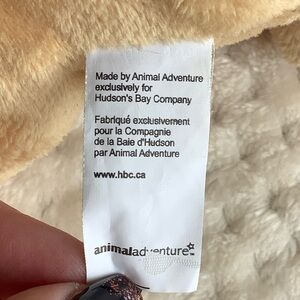 Made by Animal Adventure
exclusively for
Hudson's Bay Company
Fabriqué exclusivement
pour la Compagnie
de la Baie d'Hudson
par Animal Adventure
www.hbc.ca
animaladventure™